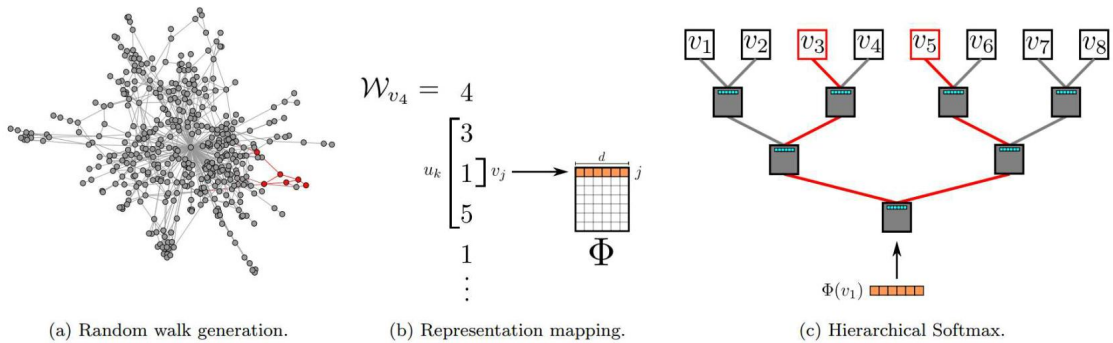 v₁ v₂ v₃ v₄ v₅ v₆ v₇ v₈
𝒲ᵥ₄ = 4
3
uₖ 1 vⱼ
5
1
⋮
d
j
Φ
Φ(v₁)
(a) Random walk generation.
(b) Representation mapping.
(c) Hierarchical Softmax.